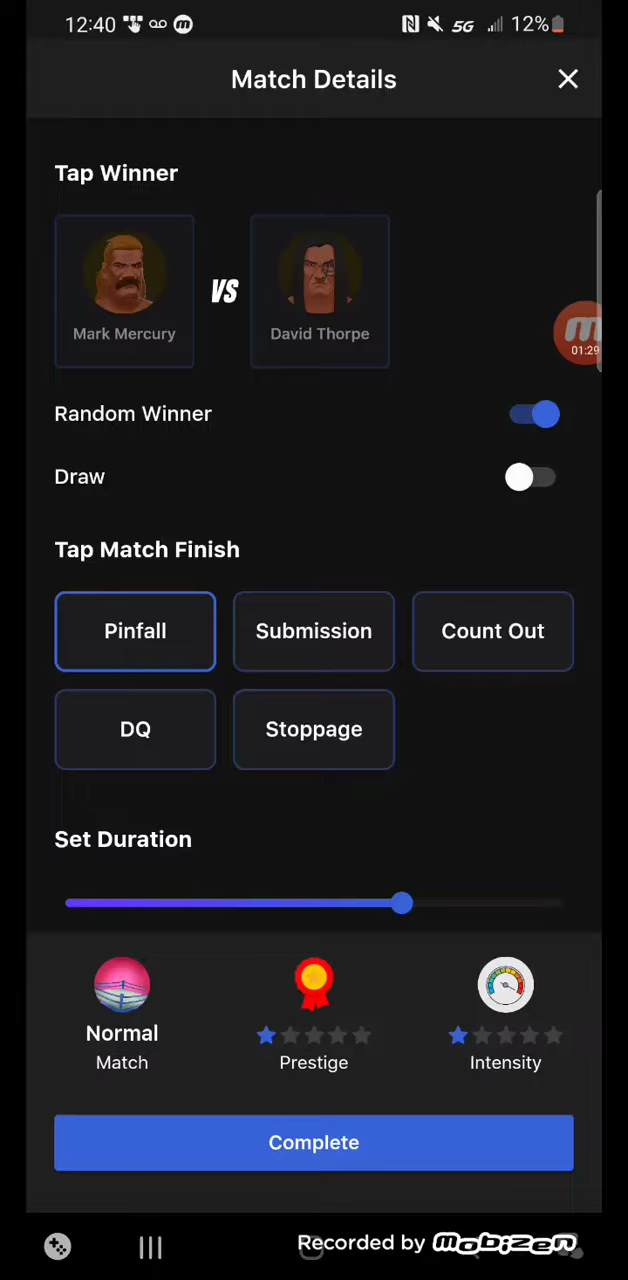 12:40 5G 12%
Match Details
Tap Winner
VS
Mark Mercury David Thorpe
01:29
Random Winner
Draw
Tap Match Finish
Pinfall Submission Count Out
DQ Stoppage
Set Duration
Normal
Match Prestige Intensity
Complete
Recorded by mobizen